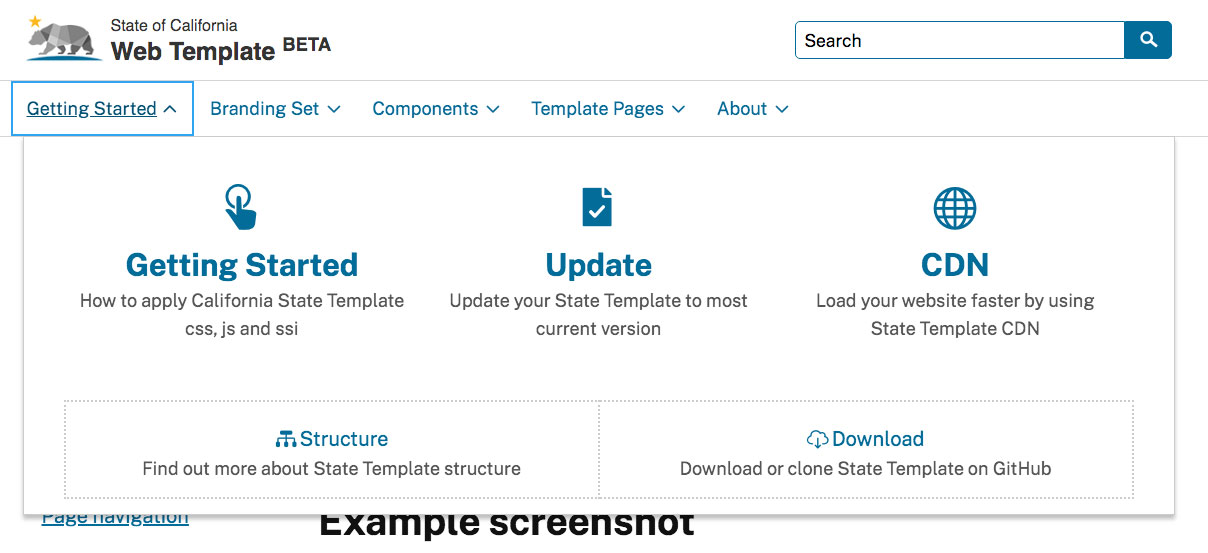 State of California
Web Template BETA
Search
Getting Started
Branding Set
Components
Template Pages
About
Getting Started
How to apply California State Template
css, js and ssi
Update
Update your State Template to most
current version
CDN
Load your website faster by using
State Template CDN
Structure
Find out more about State Template structure
Download
Download or clone State Template on GitHub
Page navigation
Example screenshot